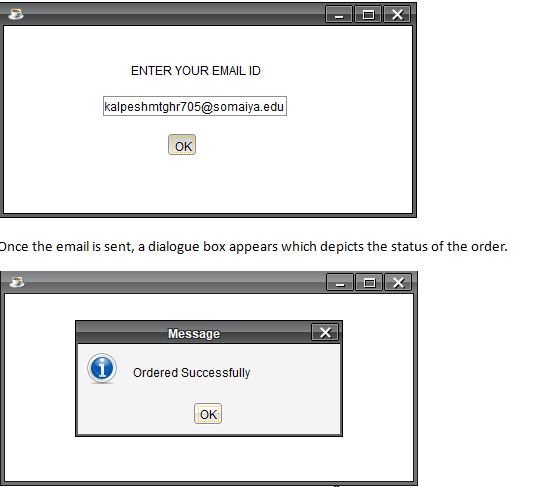 ENTER YOUR EMAIL ID
kalpeshmtghr705@somaiya.edu
OK
Once the email is sent, a dialogue box appears which depicts the status of the order.
Message
Ordered Successfully
OK